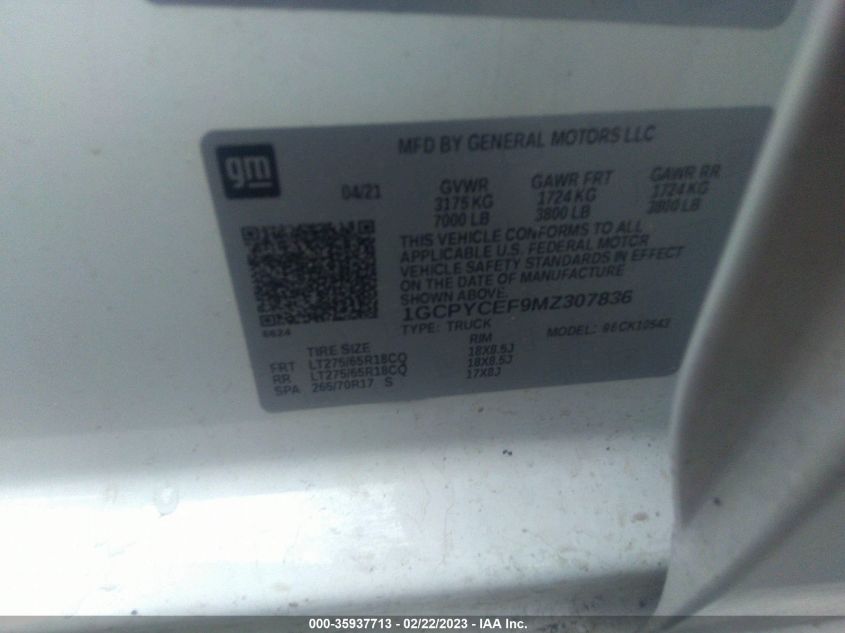 gm
MFD BY GENERAL MOTORS LLC
04/21
GVWR GAWR FRT GAWR RR
3175 KG 1724 KG 1724 KG
7000 LB 3800 LB 3800 LB
THIS VEHICLE CONFORMS TO ALL
APPLICABLE U.S. FEDERAL MOTOR
VEHICLE SAFETY STANDARDS IN EFFECT
ON THE DATE OF MANUFACTURE
SHOWN ABOVE.
1GCPYCEF9MZ307836
6624
TYPE: TRUCK MODEL:
TIRE SIZE RIM
FRT LT275/65R18CQ 18X8.5J
RR LT275/65R18CQ 18X8.5J
SPA 265/70R17 S 17X8J
000-35937713 - 02/22/2023 - IAA Inc.